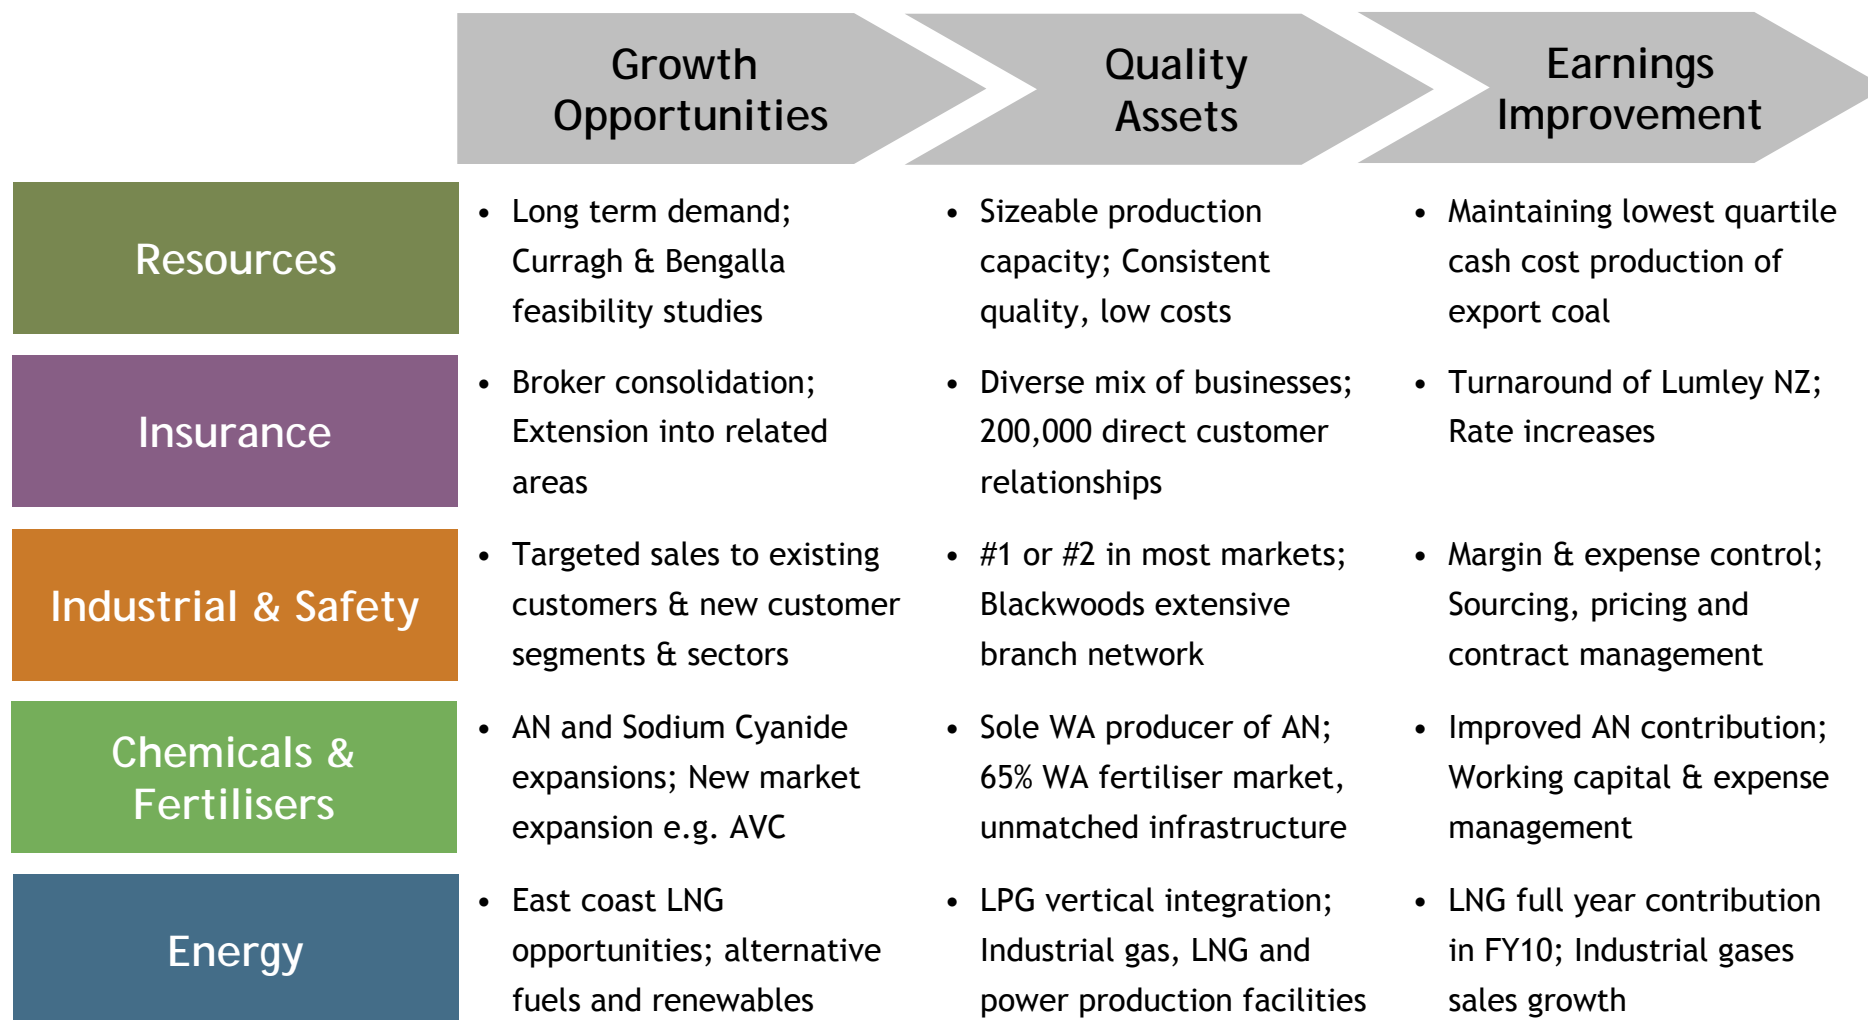 Growth
Opportunities
Quality
Assets
Earnings
Improvement
Resources
• Long term demand;
Curragh & Bengalla
feasibility studies
• Sizeable production
capacity; Consistent
quality, low costs
• Maintaining lowest quartile
cash cost production of
export coal
Insurance
• Broker consolidation;
Extension into related
areas
• Diverse mix of businesses;
200,000 direct customer
relationships
• Turnaround of Lumley NZ;
Rate increases
Industrial & Safety
• Targeted sales to existing
customers & new customer
segments & sectors
• #1 or #2 in most markets;
Blackwoods extensive
branch network
• Margin & expense control;
Sourcing, pricing and
contract management
Chemicals &
Fertilisers
• AN and Sodium Cyanide
expansions; New market
expansion e.g. AVC
• Sole WA producer of AN;
65% WA fertiliser market,
unmatched infrastructure
• Improved AN contribution;
Working capital & expense
management
Energy
• East coast LNG
opportunities; alternative
fuels and renewables
• LPG vertical integration;
Industrial gas, LNG and
power production facilities
• LNG full year contribution
in FY10; Industrial gases
sales growth